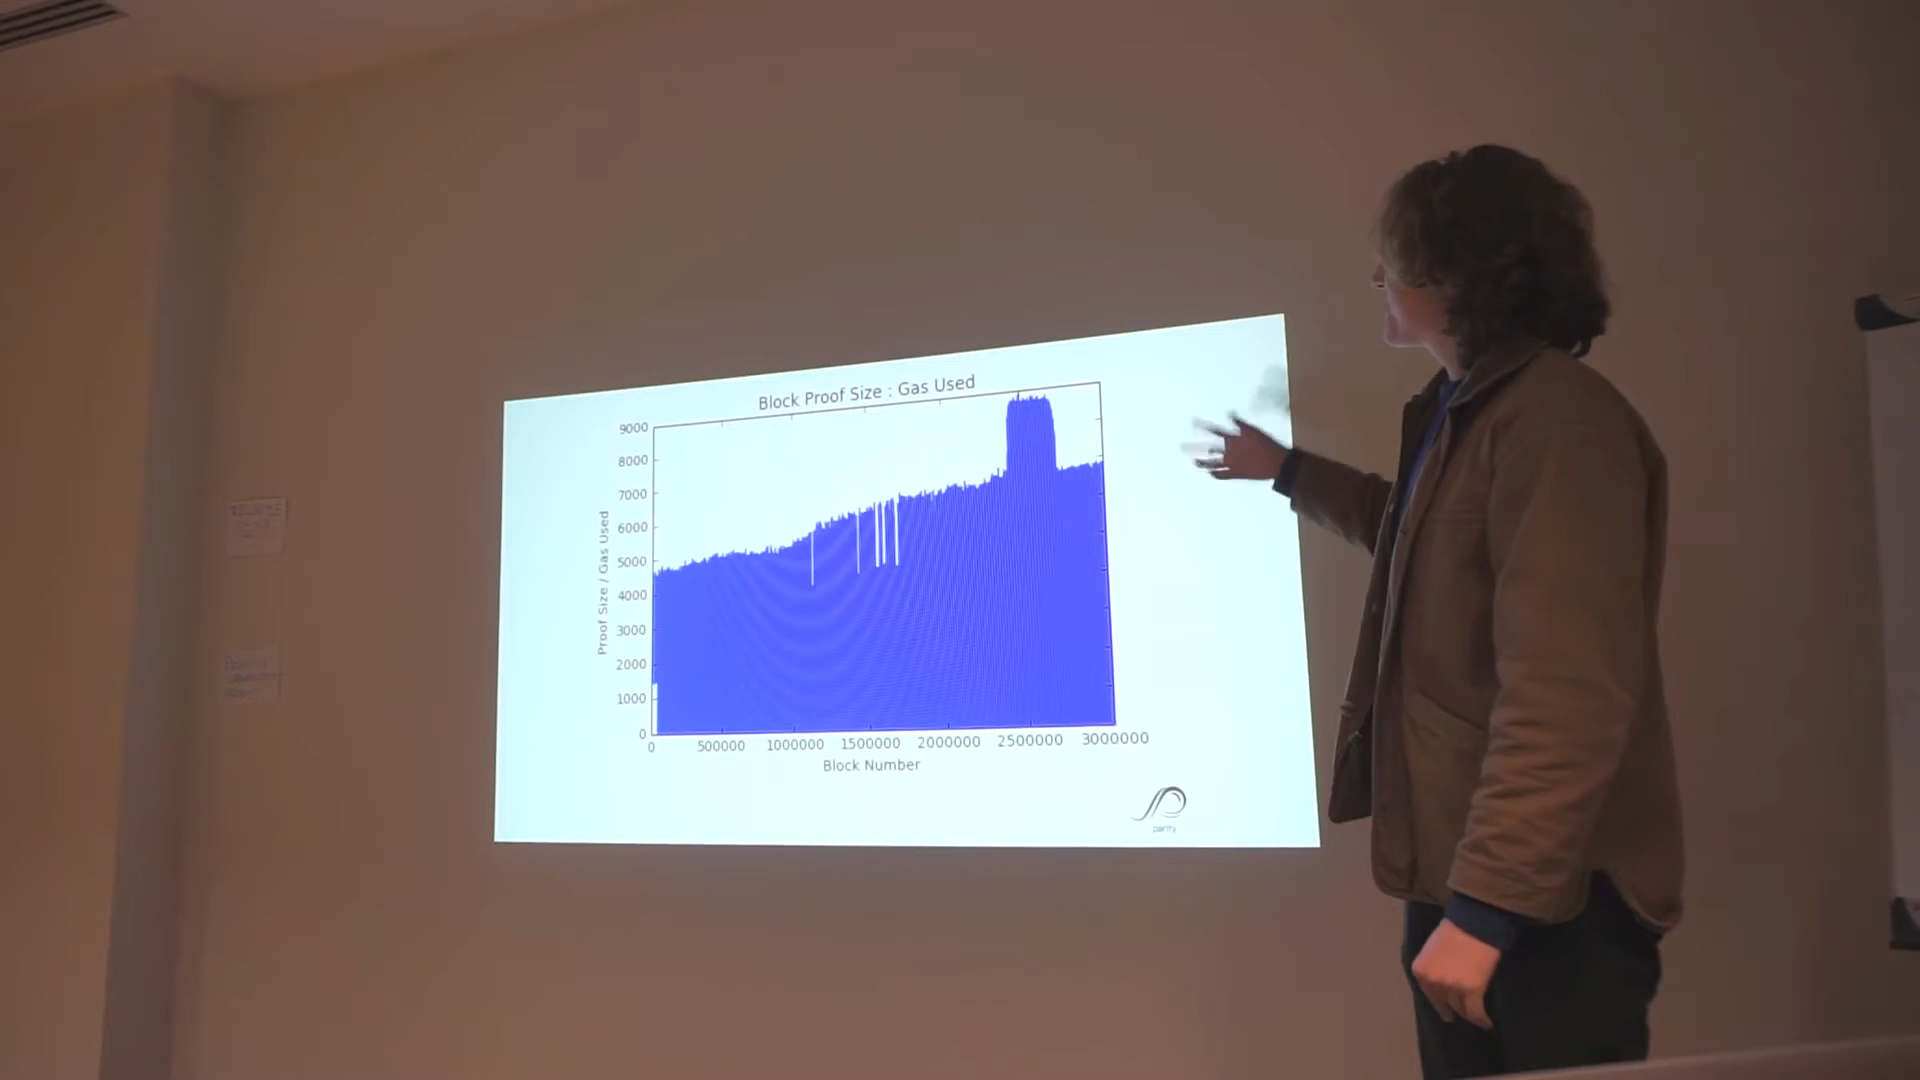 Block Proof Size : Gas Used
9000
8000
7000
6000
5000
4000
3000
2000
1000
0
Proof Size / Gas Used
0 500000 1000000 1500000 2000000 2500000 3000000
Block Number
parity